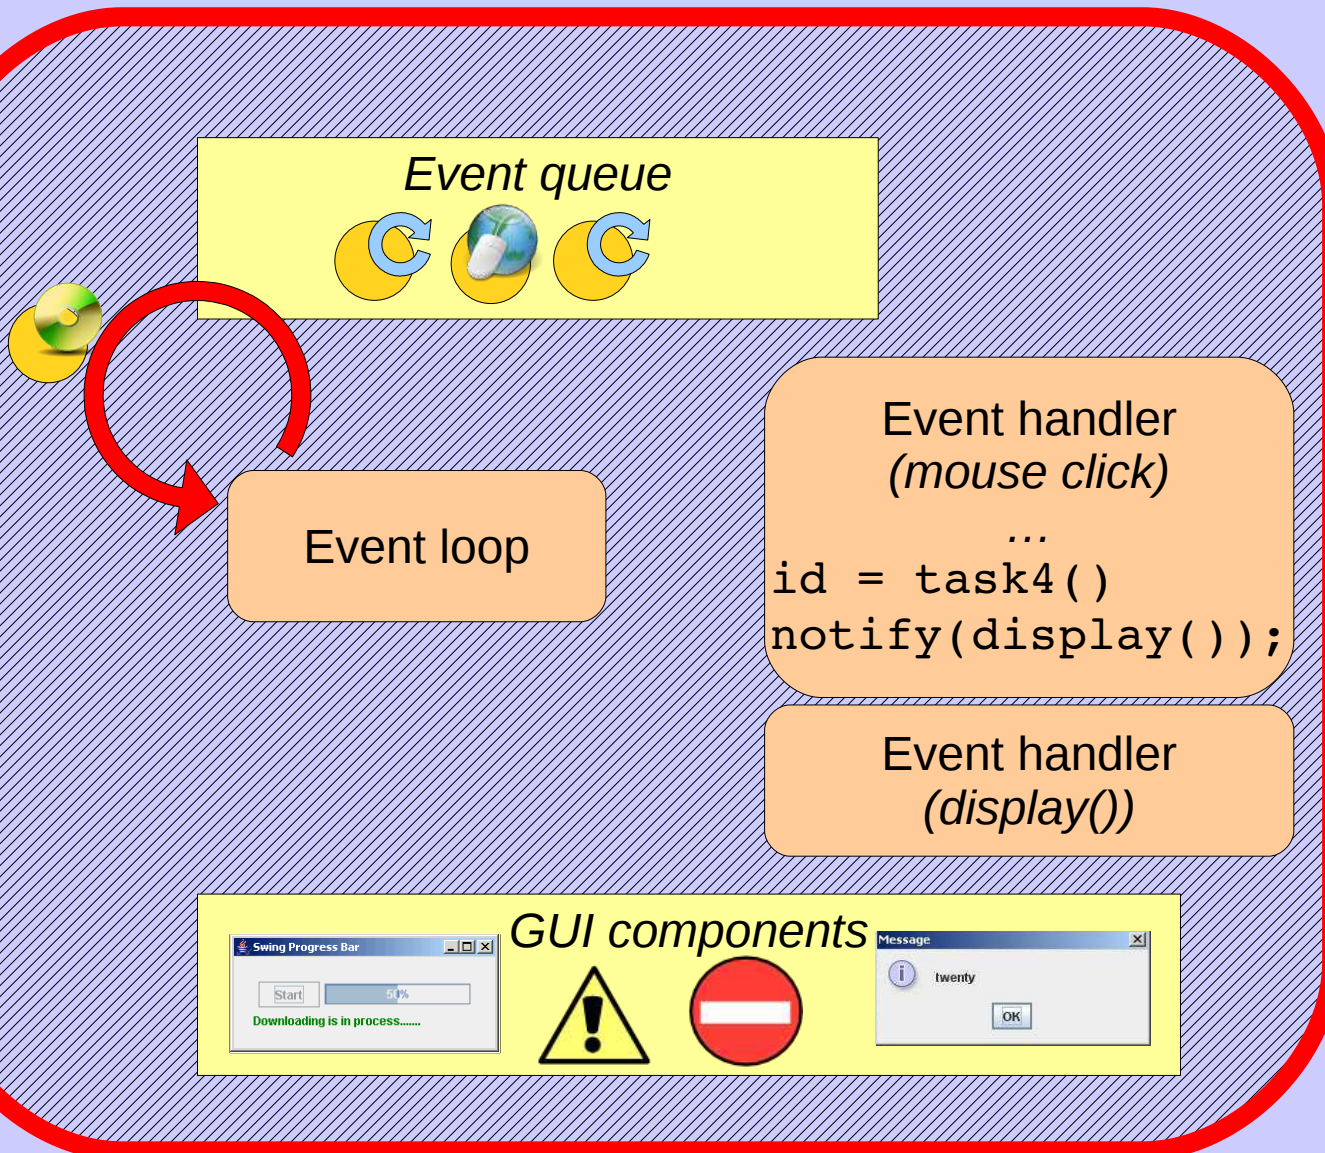 Event queue
Event handler
(mouse click)
...
id = task4()
notify(display());
Event loop
Event handler
(display())
GUI components
Swing Progress Bar
Start
50%
Downloading is in process.......
Message
i
twenty
OK